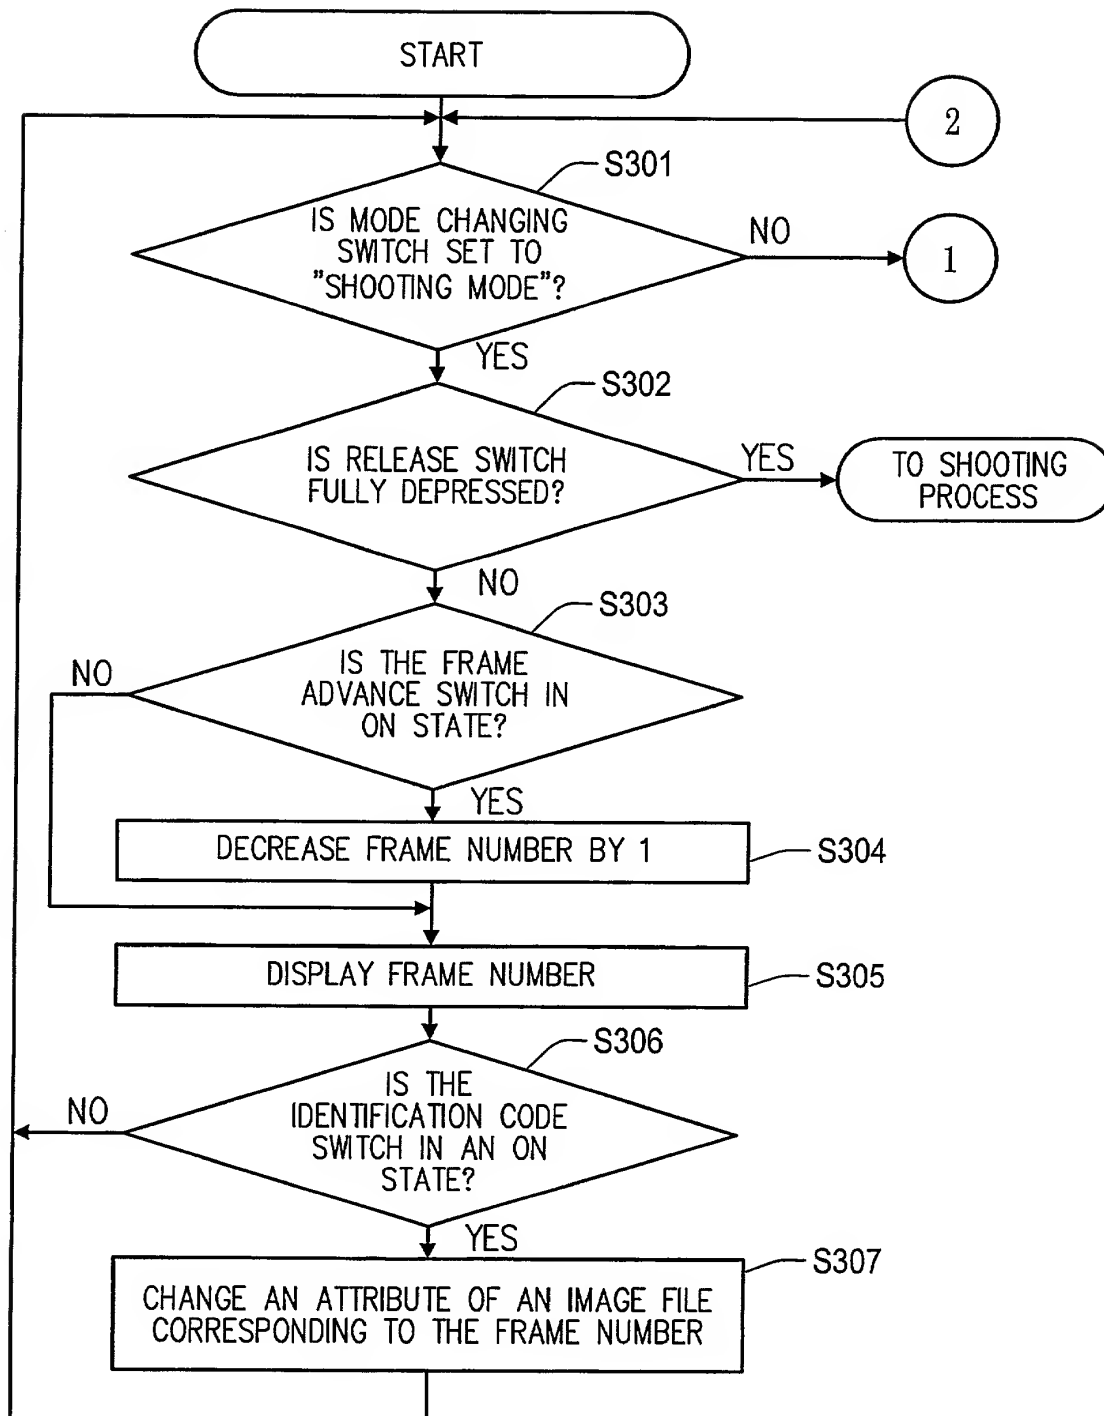 START
2
S301
IS MODE CHANGING
SWITCH SET TO
"SHOOTING MODE"?
NO
1
YES
S302
IS RELEASE SWITCH
FULLY DEPRESSED?
YES
TO SHOOTING
PROCESS
NO
S303
NO
IS THE FRAME
ADVANCE SWITCH IN
ON STATE?
YES
DECREASE FRAME NUMBER BY 1
S304
DISPLAY FRAME NUMBER
S305
S306
NO
IS THE
IDENTIFICATION CODE
SWITCH IN AN ON
STATE?
YES
S307
CHANGE AN ATTRIBUTE OF AN IMAGE FILE
CORRESPONDING TO THE FRAME NUMBER